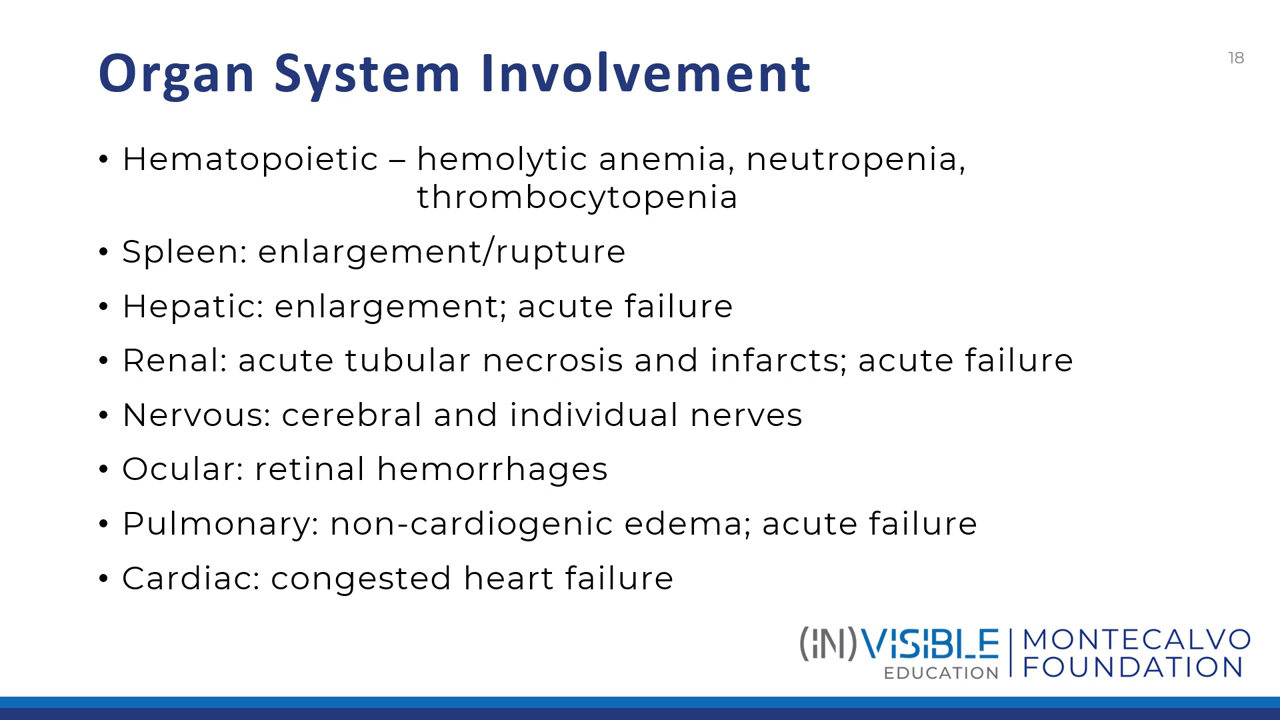 Organ System Involvement
18
• Hematopoietic – hemolytic anemia, neutropenia,
thrombocytopenia
• Spleen: enlargement/rupture
• Hepatic: enlargement; acute failure
• Renal: acute tubular necrosis and infarcts; acute failure
• Nervous: cerebral and individual nerves
• Ocular: retinal hemorrhages
• Pulmonary: non-cardiogenic edema; acute failure
• Cardiac: congested heart failure
(IN)VISIBLE
EDUCATION
MONTECALVO
FOUNDATION